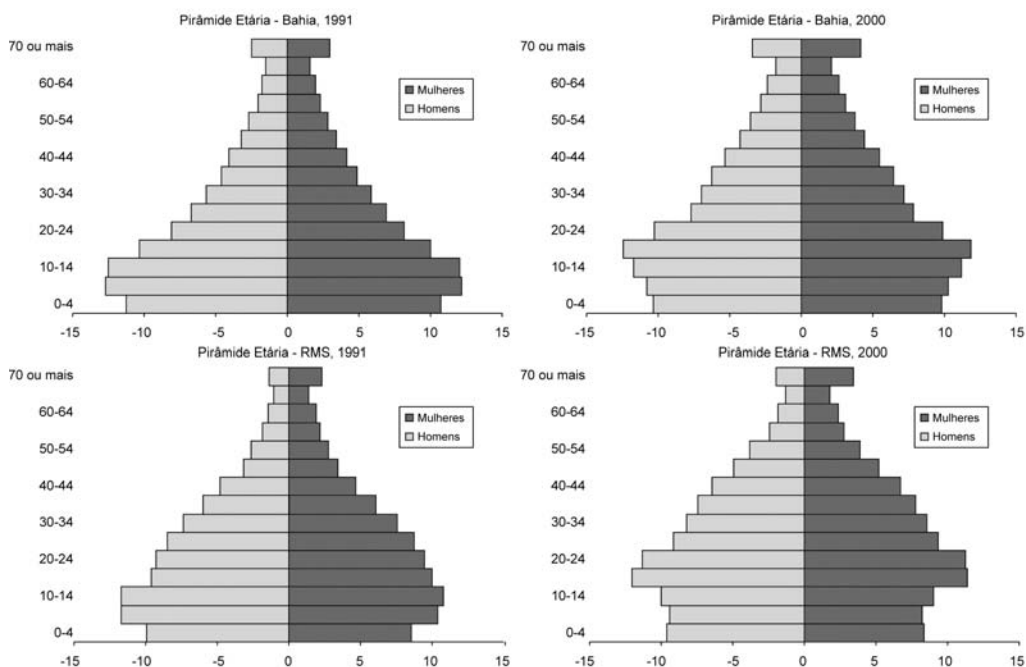 Pirâmide Etária - Bahia, 1991
70 ou mais
60-64
50-54
40-44
30-34
20-24
10-14
0-4
Mulheres
Homens
-15 -10 -5 0 5 10 15
Pirâmide Etária - Bahia, 2000
70 ou mais
60-64
50-54
40-44
30-34
20-24
10-14
0-4
Mulheres
Homens
-15 -10 -5 0 5 10 15
Pirâmide Etária - RMS, 1991
70 ou mais
60-64
50-54
40-44
30-34
20-24
10-14
0-4
Mulheres
Homens
-15 -10 -5 0 5 10 15
Pirâmide Etária - RMS, 2000
70 ou mais
60-64
50-54
40-44
30-34
20-24
10-14
0-4
Mulheres
Homens
-15 -10 -5 0 5 10 15